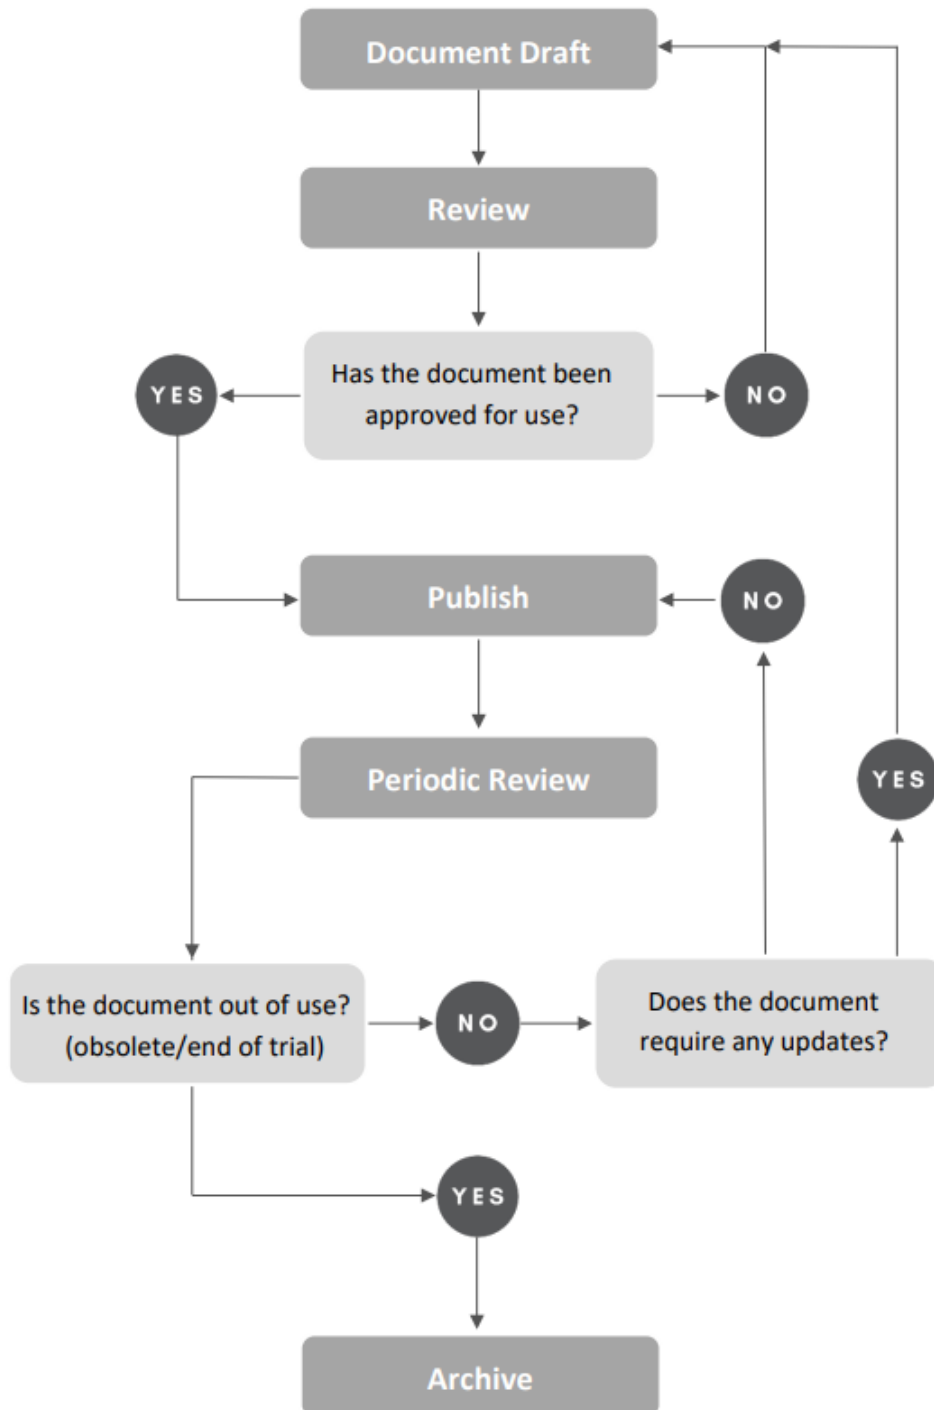 Document Draft
Review
Has the document been
approved for use?
YES
NO
Publish
NO
Periodic Review
YES
Is the document out of use?
(obsolete/end of trial)
NO
Does the document
require any updates?
YES
Archive